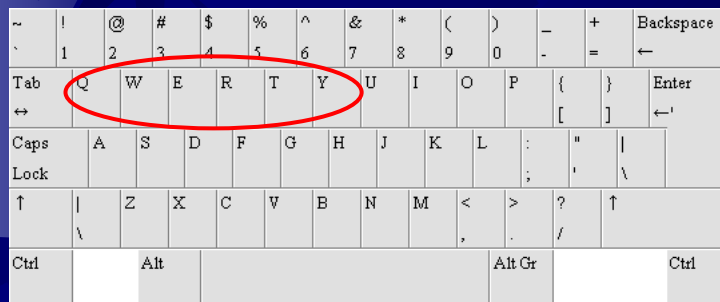 ~ ! @ # $ % ^ & * ( ) _ + Backspace
` 1 2 3 4 5 6 7 8 9 0 - = ←
Tab Q W E R T Y U I O P { } Enter
↔ [ ] ←'
Caps A S D F G H J K L : " |
Lock ; ' \
↑ | Z X C V B N M < > ? ↑
\ , . /
Ctrl Alt Alt Gr Ctrl